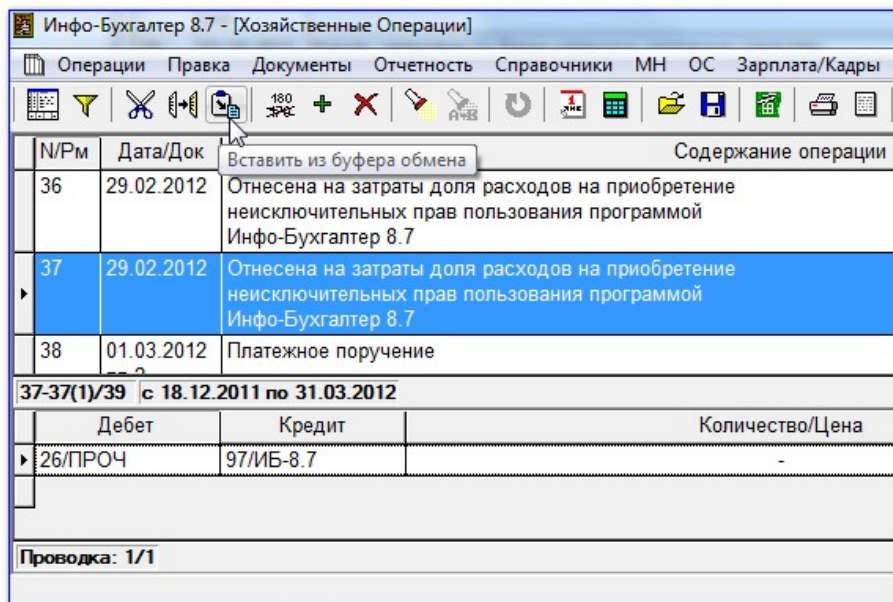 Инфо-Бухгалтер 8.7 - [Хозяйственные Операции]
Операции Правка Документы Отчетность Справочники МН ОС Зарплата/Кадры
N/Рм Дата/Док Содержание операции
Вставить из буфера обмена
36 29.02.2012 Отнесена на затраты доля расходов на приобретение
неисключительных прав пользования программой
Инфо-Бухгалтер 8.7
37 29.02.2012 Отнесена на затраты доля расходов на приобретение
неисключительных прав пользования программой
Инфо-Бухгалтер 8.7
38 01.03.2012 Платежное поручение
37-37(1)/39 с 18.12.2011 по 31.03.2012
Дебет Кредит Количество/Цена
26/ПРОЧ 97/ИБ-8.7 -
Проводка: 1/1